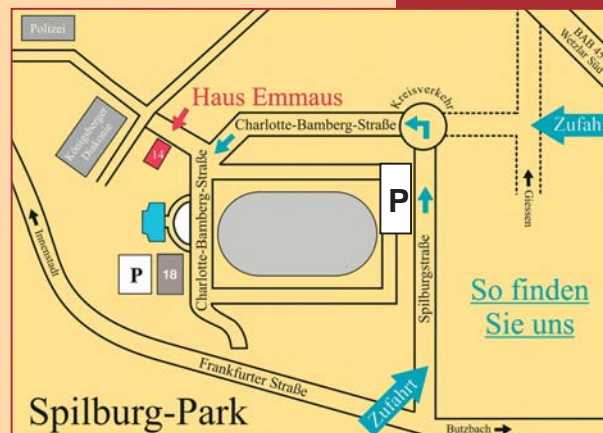 Polizei
BAB 45
Wetzlar Süd
Kreisverkehr
Haus Emmaus
Königsberger
Diakonie
Charlotte-Bamberg-Straße
Zufahrt
14
Giessen
Charlotte-Bamberg-Straße
P
Innenstadt
P
18
Spilburgstraße
So finden
Sie uns
Frankfurter Straße
Zufahrt
Spilburg-Park
Butzbach